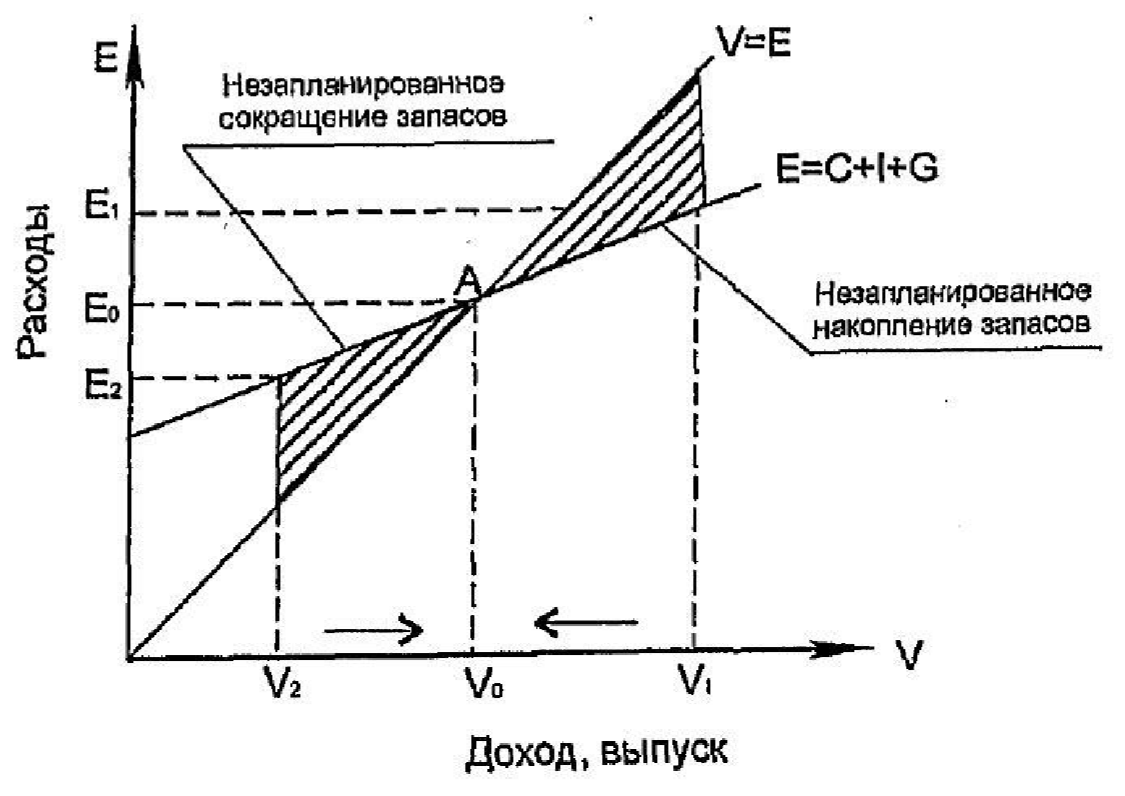 E
Незапланированное
сокращение запасов
V=E
E=C+I+G
E₁
A
Незапланированное
накопление запасов
E₀
E₂
Расходы
V₂
V₀
V₁
V
Доход, выпуск